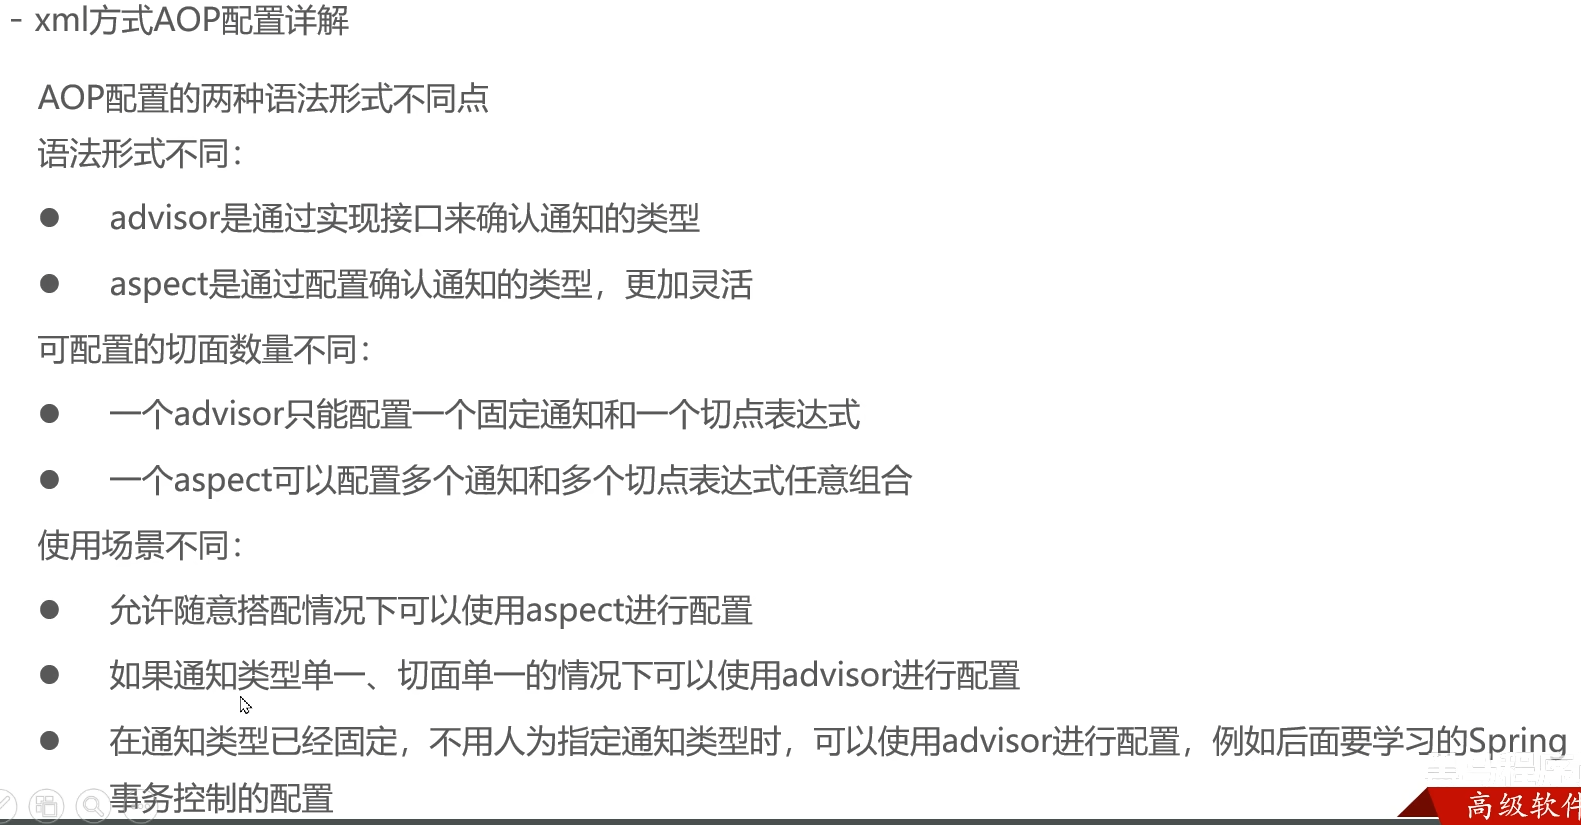 - xml方式AOP配置详解
AOP配置的两种语法形式不同点
语法形式不同：
● advisor是通过实现接口来确认通知的类型
● aspect是通过配置确认通知的类型，更加灵活
可配置的切面数量不同：
● 一个advisor只能配置一个固定通知和一个切点表达式
● 一个aspect可以配置多个通知和多个切点表达式任意组合
使用场景不同：
● 允许随意搭配情况下可以使用aspect进行配置
● 如果通知类型单一、切面单一的情况下可以使用advisor进行配置
● 在通知类型已经固定，不用人为指定通知类型时，可以使用advisor进行配置，例如后面要学习的Spring
事务控制的配置
高级软件